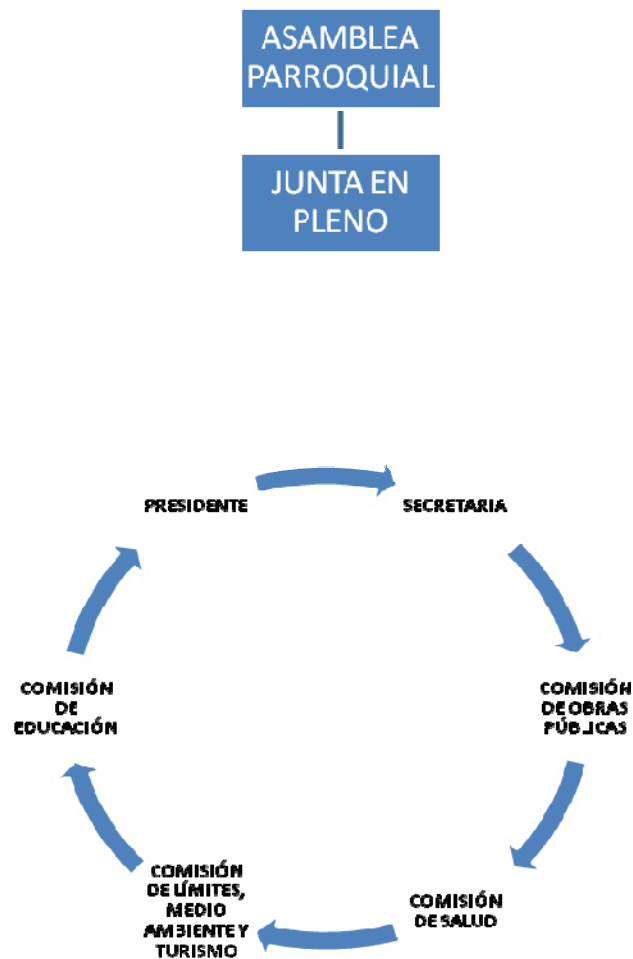 ASAMBLEA
PARROQUIAL
JUNTA EN
PLENO
PRESIDENTE
SECRETARIA
COMISIÓN
DE OBRAS
PÚBLICAS
COMISIÓN
DE SALUD
COMISIÓN
DE LÍMITES,
MEDIO
AMBIENTE Y
TURISMO
COMISIÓN
DE
EDUCACIÓN